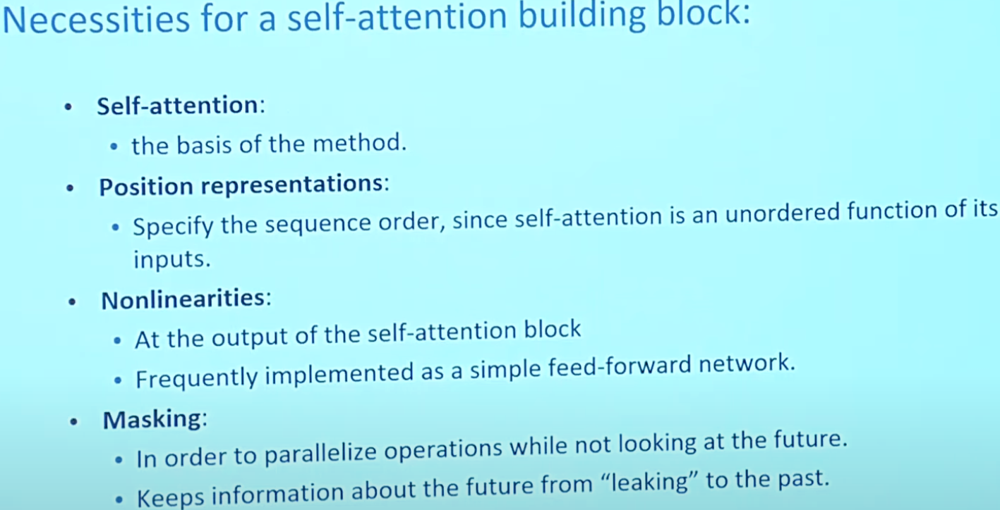 Necessities for a self-attention building block:
• Self-attention:
• the basis of the method.
• Position representations:
• Specify the sequence order, since self-attention is an unordered function of its
inputs.
• Nonlinearities:
• At the output of the self-attention block
• Frequently implemented as a simple feed-forward network.
• Masking:
• In order to parallelize operations while not looking at the future.
• Keeps information about the future from “leaking” to the past.